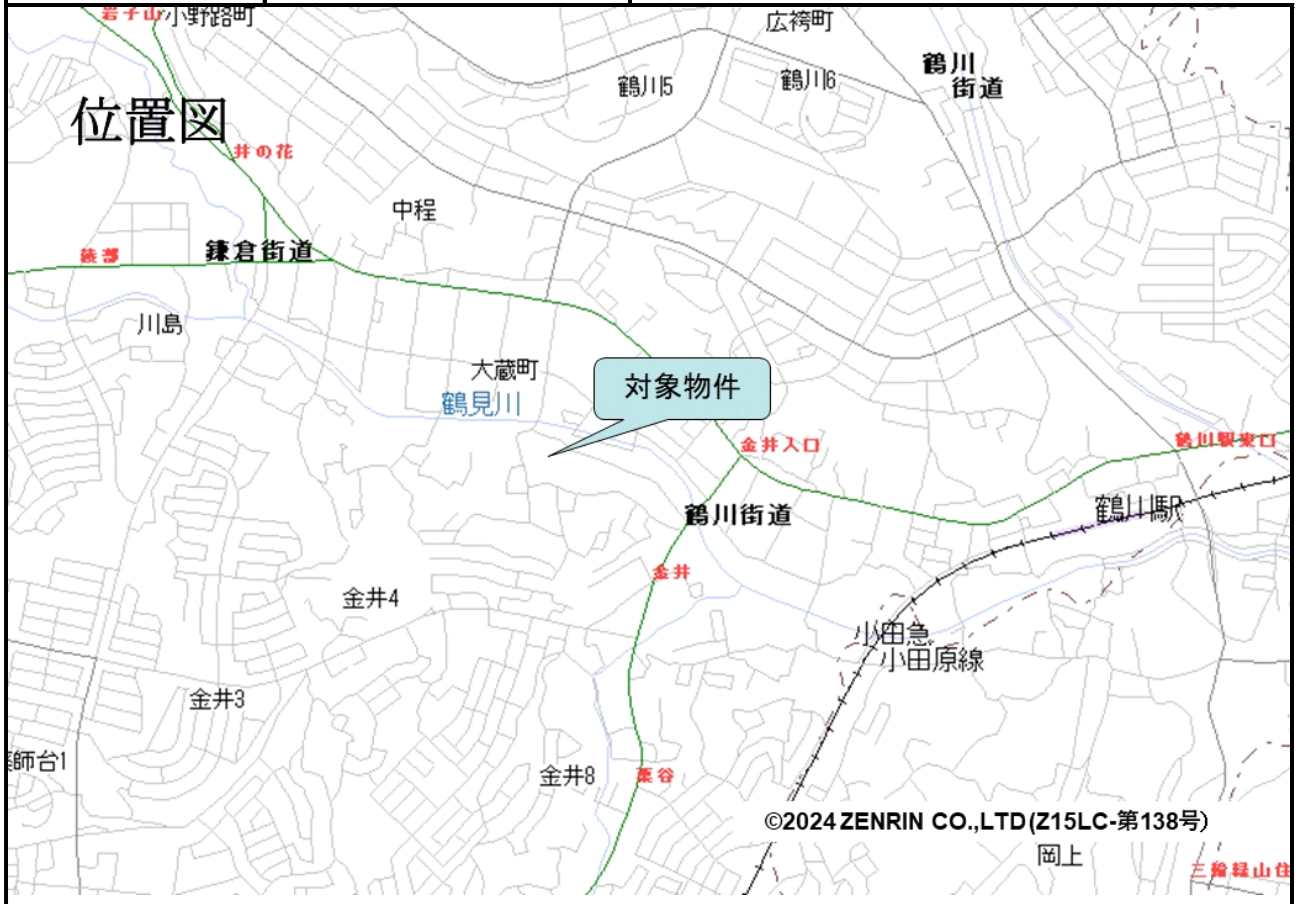 岩子山
小野路町
広袴町
鶴川
街道
鶴川5
鶴川6
位置図
井の花
中程
鎌倉街道
綾部
川島
大蔵町
鶴見川
対象物件
金井入口
鶴川駅東口
鶴川街道
鶴川駅
金井
金井4
小田急
小田原線
金井3
薬師台1
金井8
薬谷
©2024 ZENRIN CO.,LTD(Z15LC-第138号)
岡上
三輪緑山住